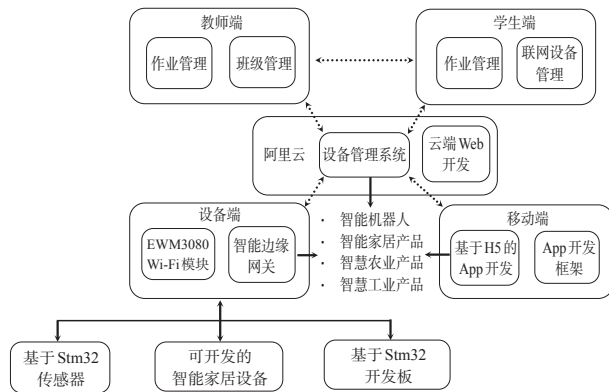 教师端
作业管理
班级管理
学生端
作业管理
联网设备
管理
阿里云
设备管理系统
云端Web
开发
设备端
EWM3080
Wi-Fi模块
智能边缘
网关
· 智能机器人
· 智能家居产品
· 智慧农业产品
· 智慧工业产品
移动端
基于H5的
App开发
App开发
框架
基于Stm32
传感器
可开发的
智能家居设备
基于Stm32
开发板